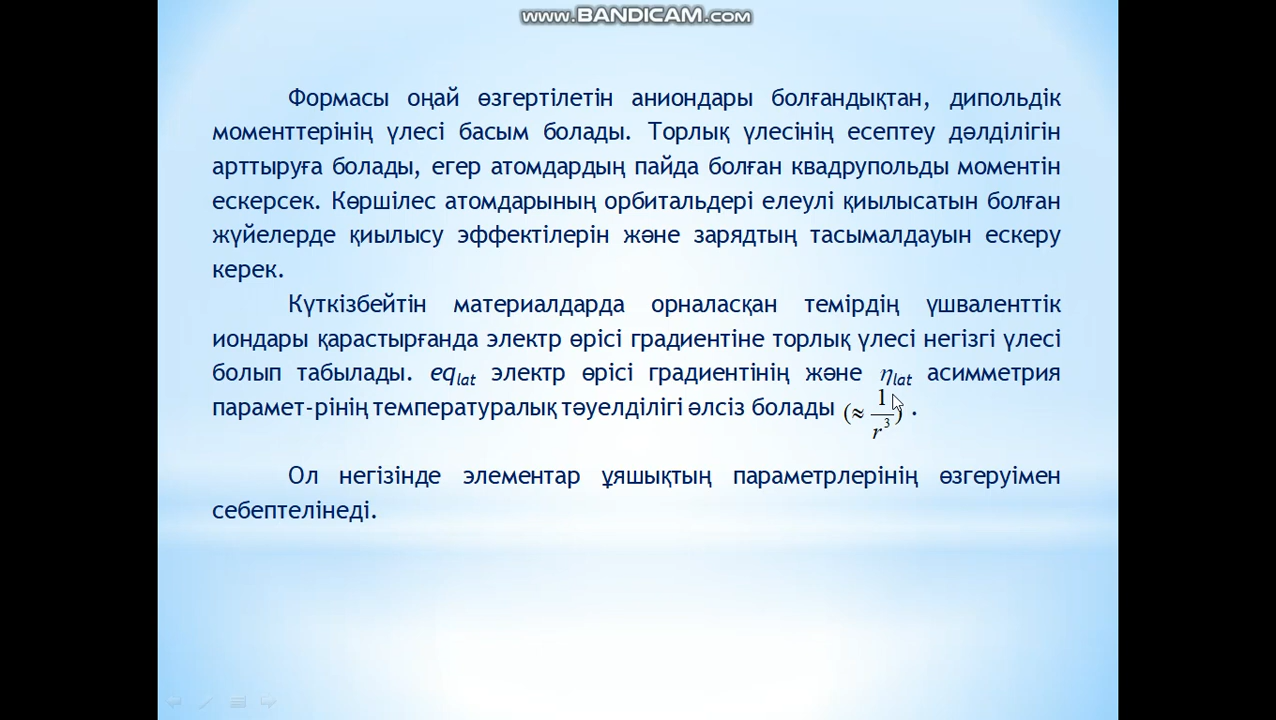 www.BANDICAM.com
Формасы оңай өзгертілетін аниондары болғандықтан, дипольдік
моменттерінің үлесі басым болады. Торлық үлесінің есептеу дәлділігін
арттыруға болады, егер атомдардың пайда болған квадрупольды моментін
ескерсек. Көршілес атомдарының орбитальдері елеулі қиылысатын болған
жүйелерде қиылысу эффектілерін және зарядтың тасымалдауын ескеру
керек.
Күткізбейтін материалдарда орналасқан темірдің үшваленттік
иондары қарастырғанда электр өрісі градиентіне торлық үлесі негізгі үлесі
болып табылады. eq_lat электр өрісі градиентінің және η_lat асимметрия
парамет-рінің температуралық тәуелділігі әлсіз болады (≈ 1/r³) .
Ол негізінде элементар ұяшықтың параметрлерінің өзгеруімен
себептелінеді.